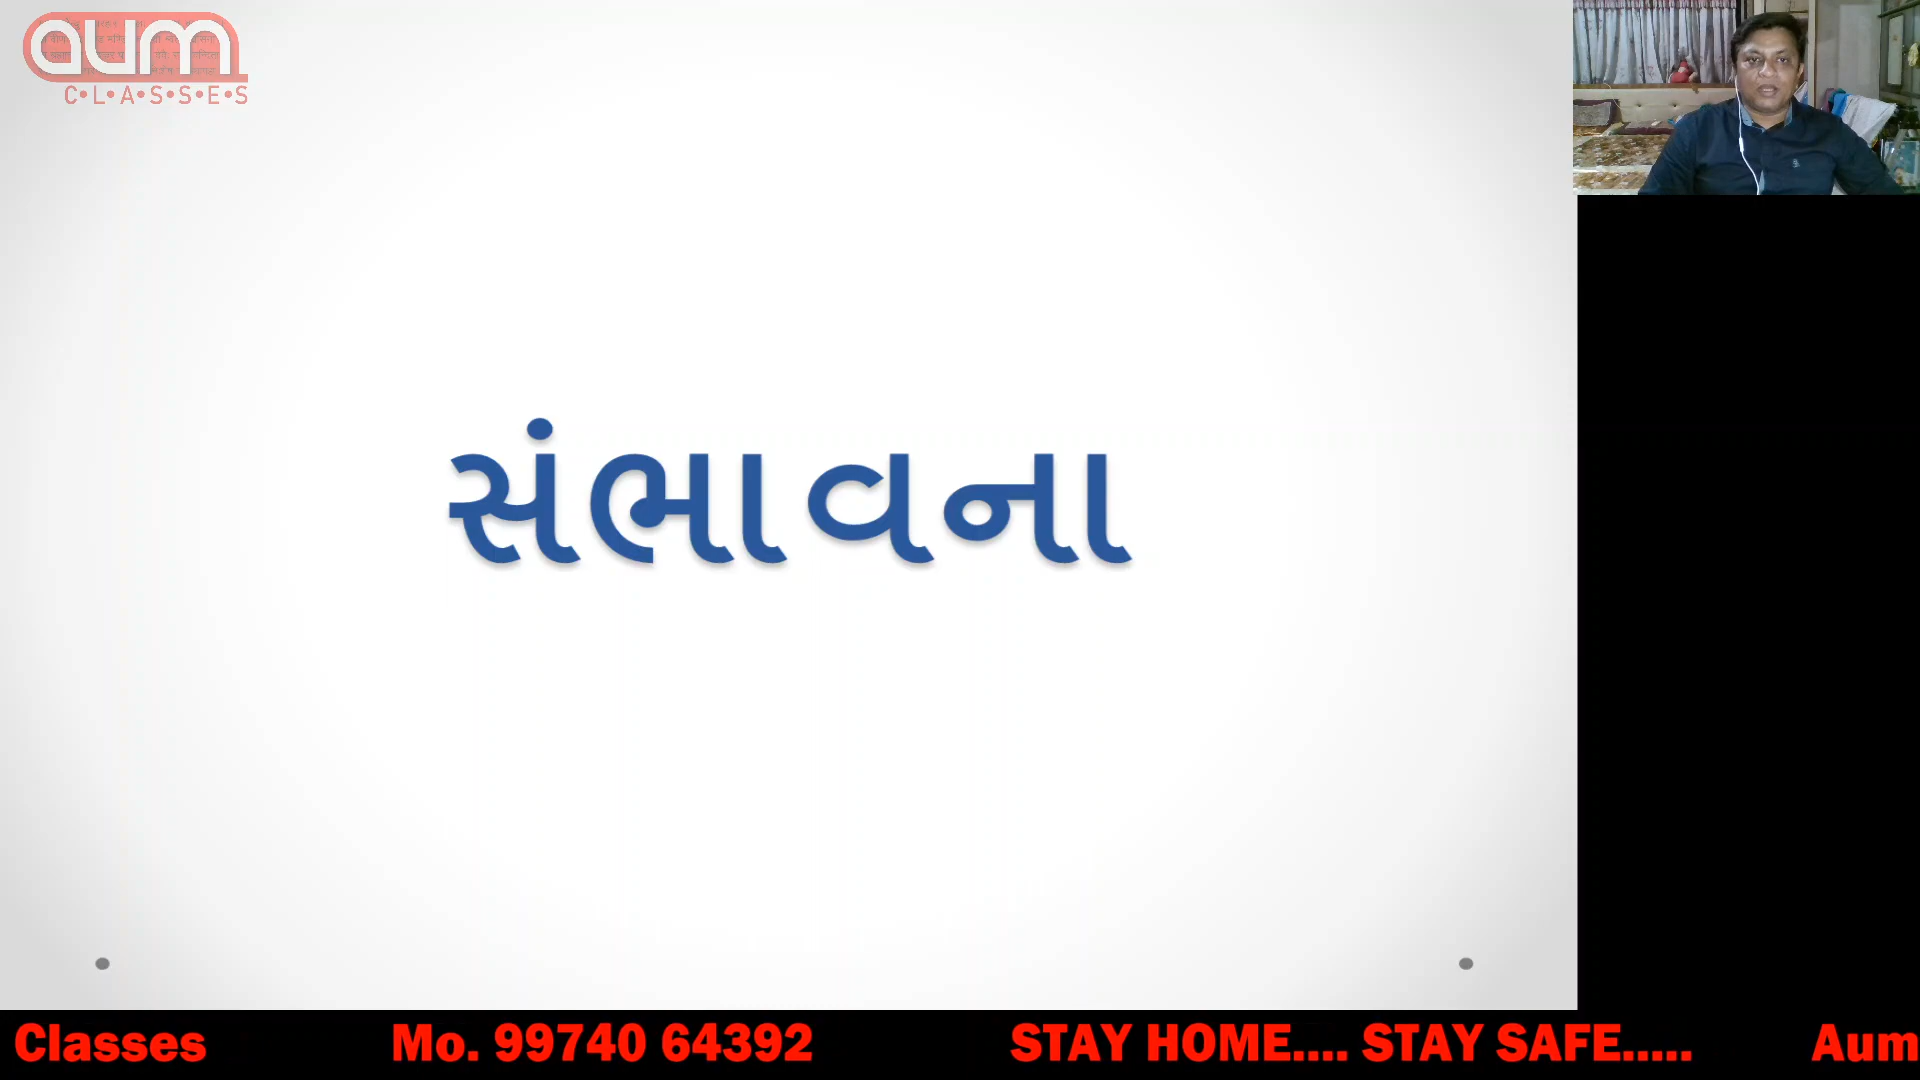 aum
C•L•A•S•S•E•S
સંભાવના
Classes Mo. 99740 64392 STAY HOME.... STAY SAFE..... Aum